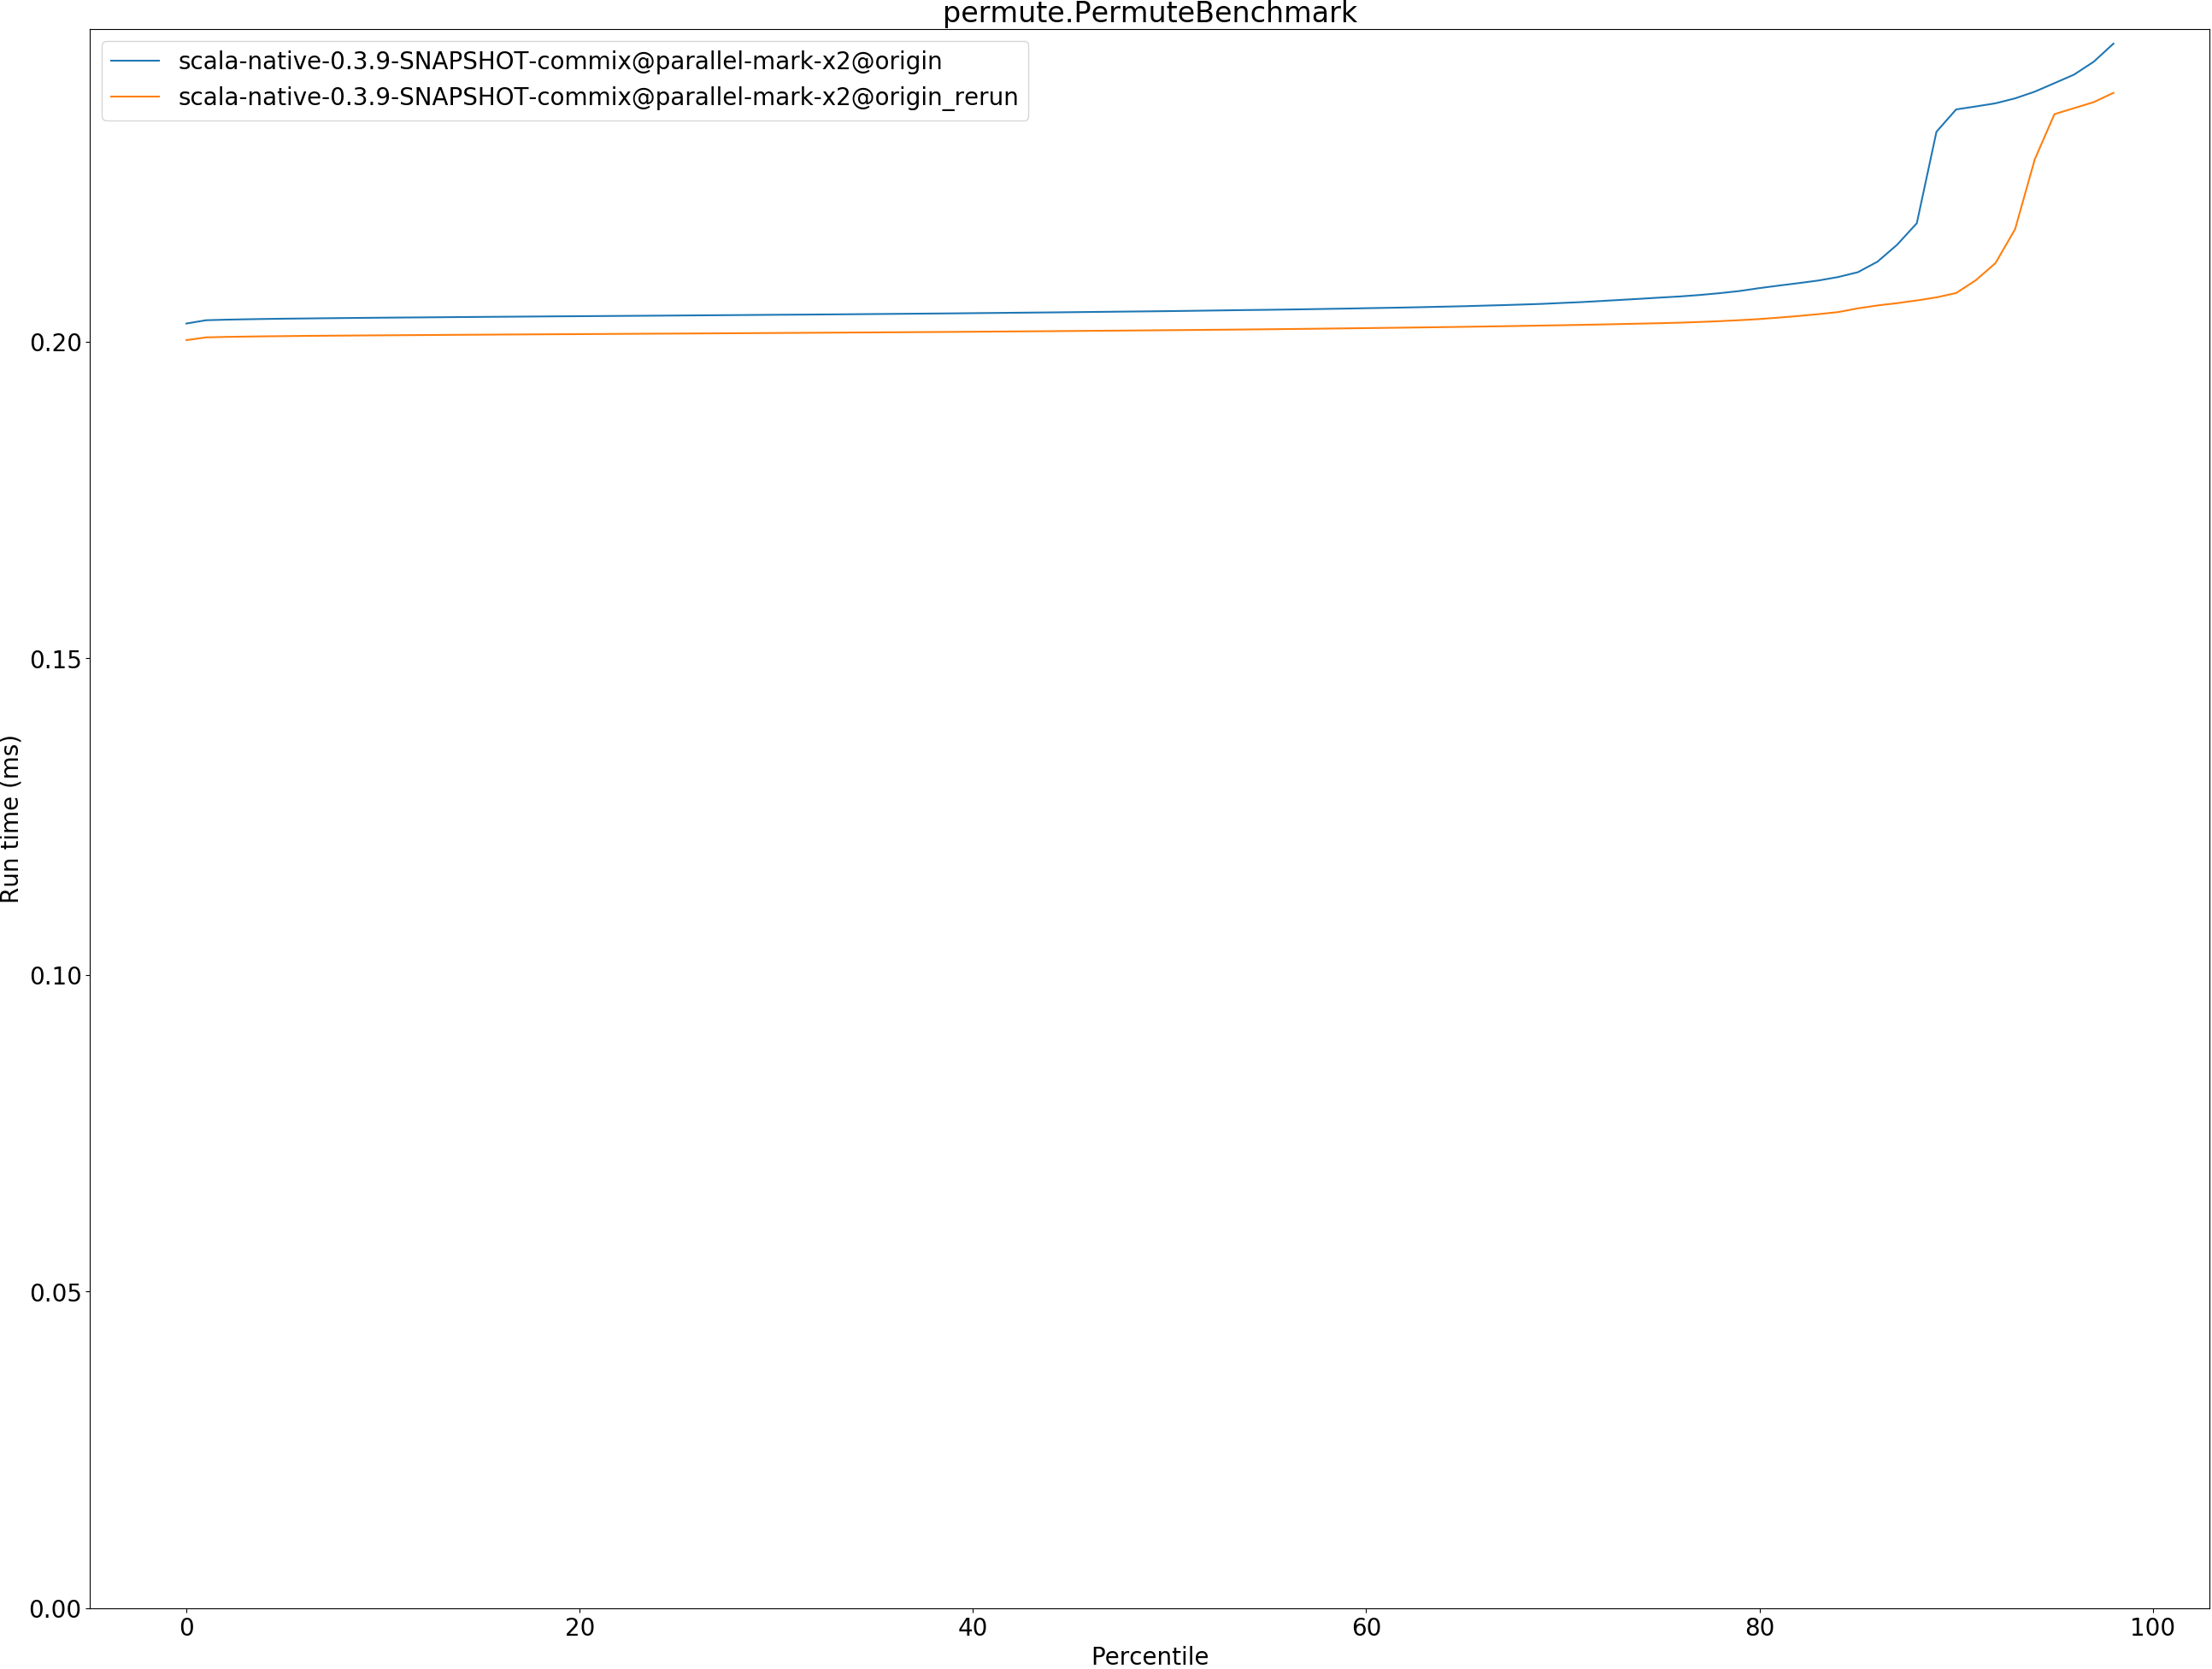 permute.PermuteBenchmark
scala-native-0.3.9-SNAPSHOT-commix@parallel-mark-x2@origin
scala-native-0.3.9-SNAPSHOT-commix@parallel-mark-x2@origin_rerun
0.20
0.15
0.10
0.05
0.00
Run time (ms)
0 20 40 60 80 100
Percentile